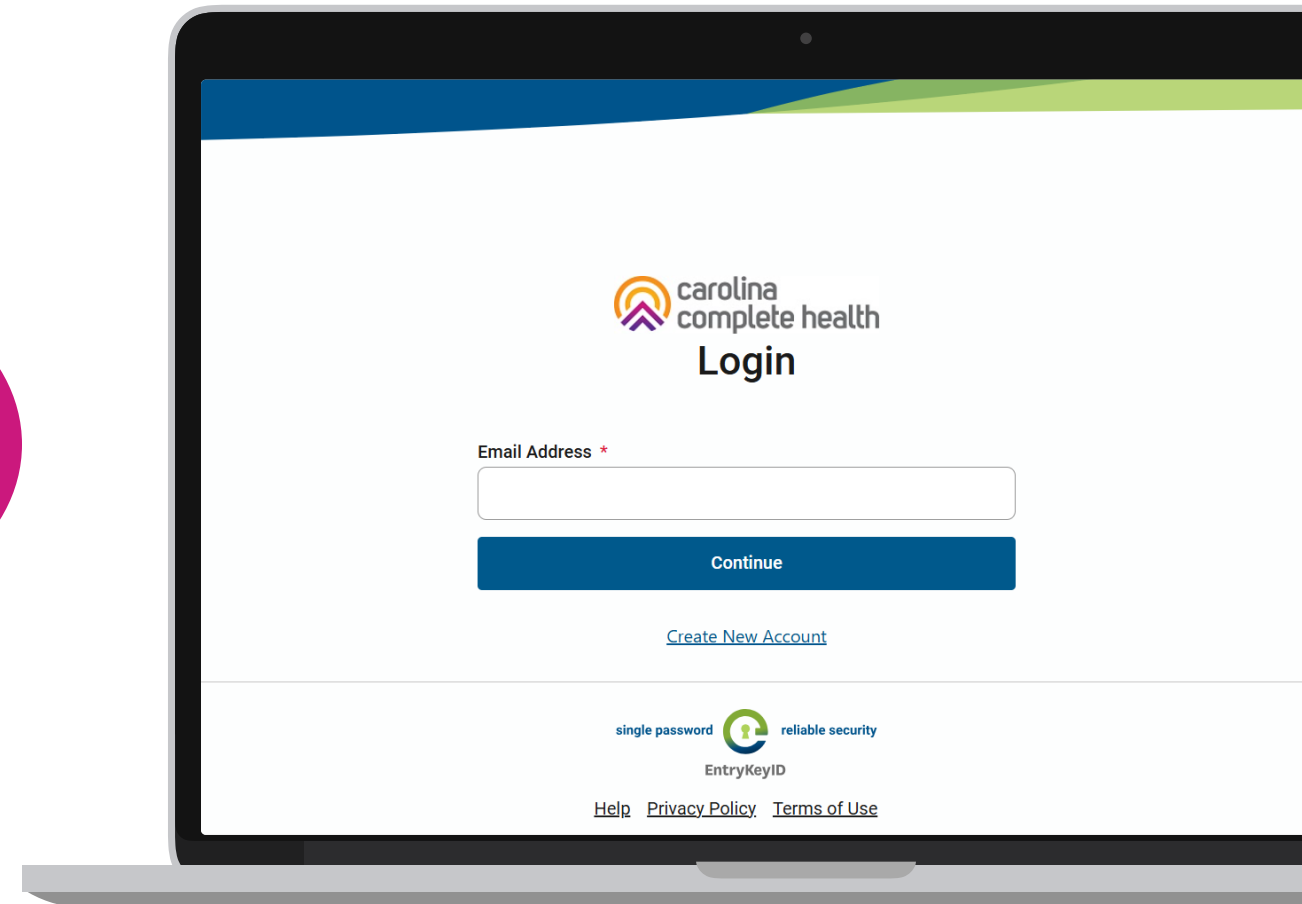 carolina
complete health
Login
Email Address *
Continue
Create New Account
single password reliable security
EntryKeyID
Help Privacy Policy Terms of Use